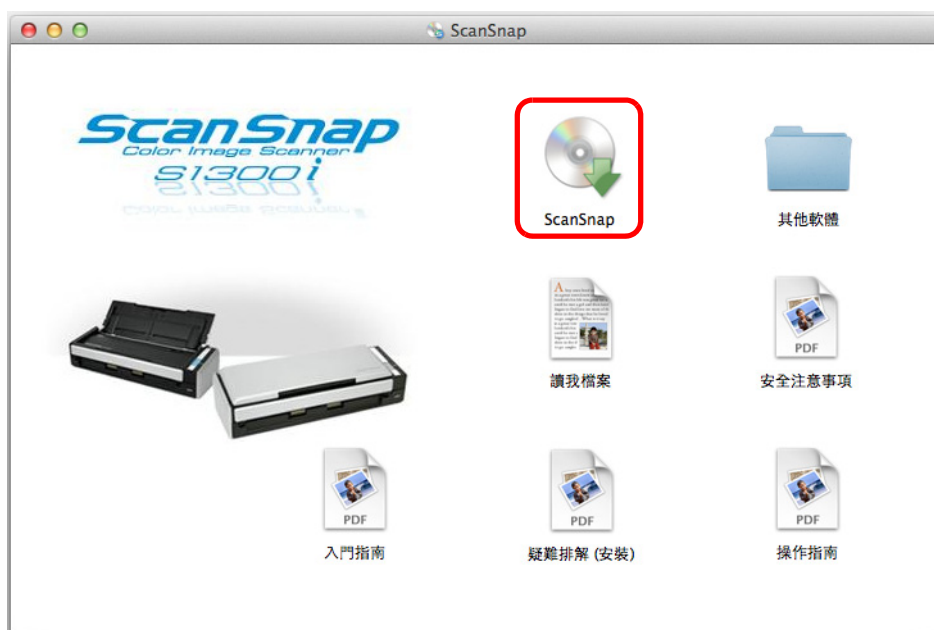 ScanSnap
ScanSnap
Color Image Scanner
S1300i
ScanSnap
其他軟體
讀我檔案
PDF
安全注意事項
PDF
入門指南
PDF
疑難排解 (安裝)
PDF
操作指南